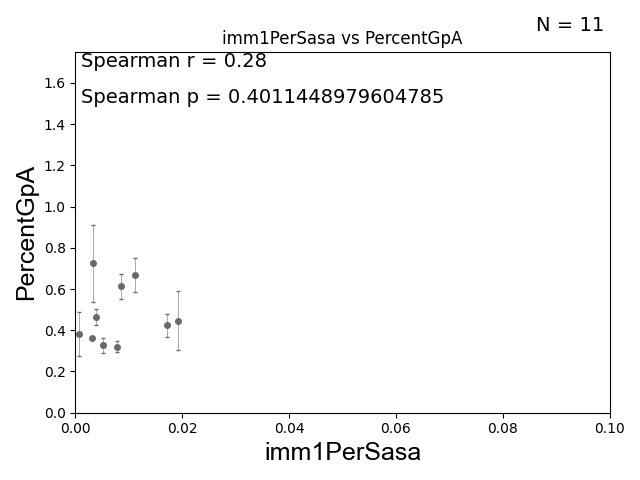 N = 11
imm1PerSasa vs PercentGpA
Spearman r = 0.28
Spearman p = 0.4011448979604785
PercentGpA
1.6
1.4
1.2
1.0
0.8
0.6
0.4
0.2
0.0
0.00 0.02 0.04 0.06 0.08 0.10
imm1PerSasa